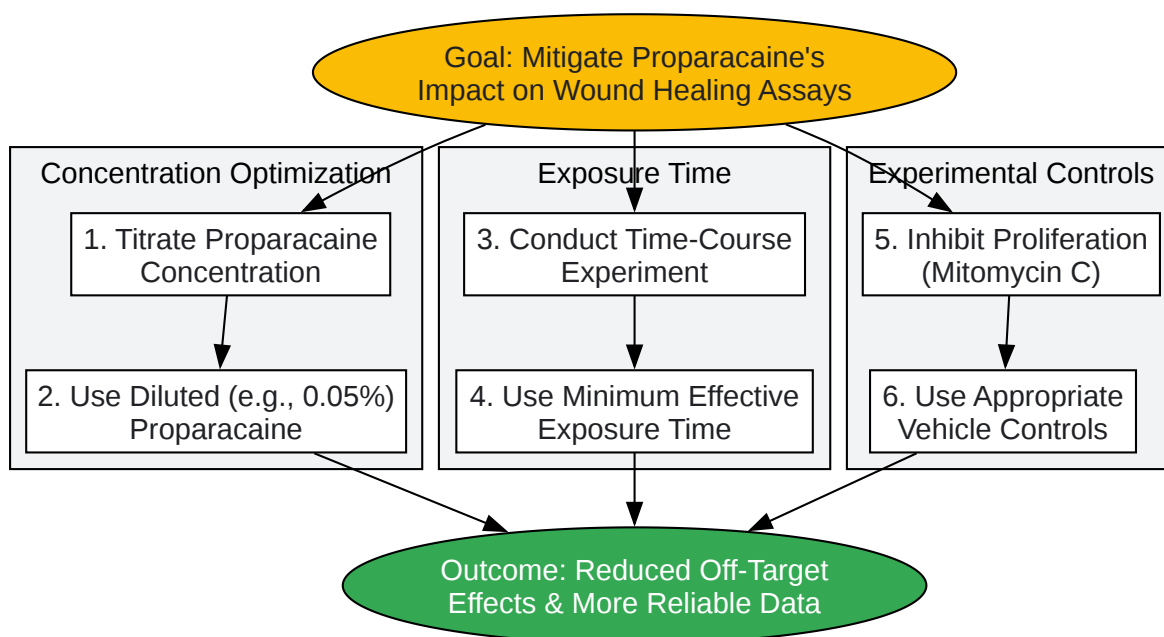 Goal: Mitigate Proparacaine's
Impact on Wound Healing Assays
Concentration Optimization
1. Titrate Proparacaine
Concentration
2. Use Diluted (e.g., 0.05%)
Proparacaine
Exposure Time
3. Conduct Time-Course
Experiment
4. Use Minimum Effective
Exposure Time
Experimental Controls
5. Inhibit Proliferation
(Mitomycin C)
6. Use Appropriate
Vehicle Controls
Outcome: Reduced Off-Target
Effects & More Reliable Data